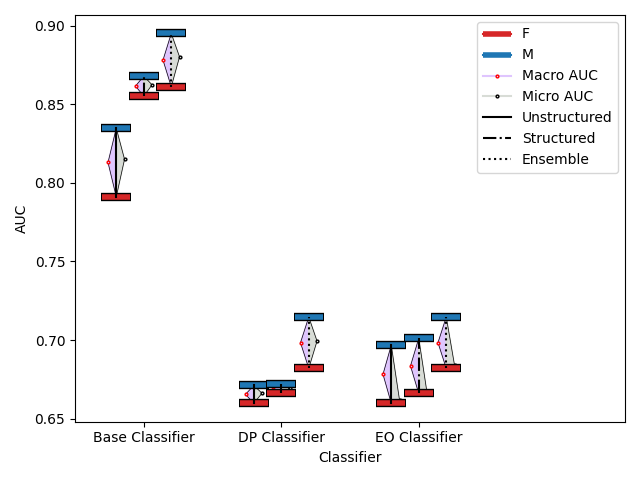 0.90
0.85
0.80
0.75
0.70
0.65
AUC
Base Classifier
DP Classifier
EO Classifier
Classifier
F
M
Macro AUC
Micro AUC
Unstructured
Structured
Ensemble